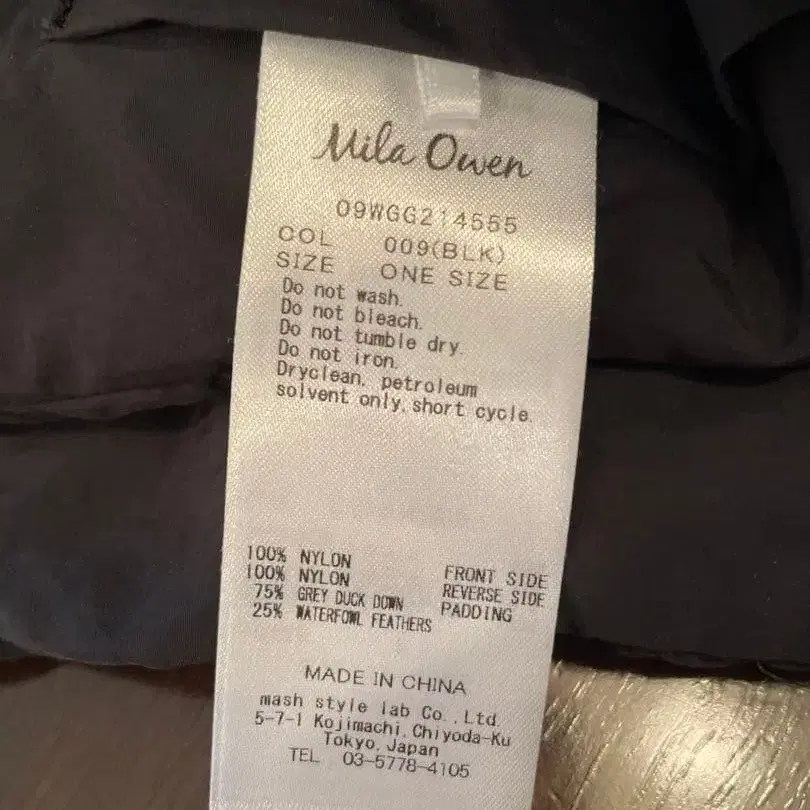 Mila Owen
09WGG214555
COL 009(BLK)
SIZE ONE SIZE
Do not wash.
Do not bleach.
Do not tumble dry.
Do not iron.
Dryclean, petroleum
solvent only, short cycle.
100% NYLON FRONT SIDE
100% NYLON REVERSE SIDE
75% GREY DUCK DOWN PADDING
25% WATERFOWL FEATHERS
MADE IN CHINA
mash style lab Co.,Ltd.
5-7-1 Kojimachi, Chiyoda-Ku
Tokyo, Japan
TEL 03-5778-4105